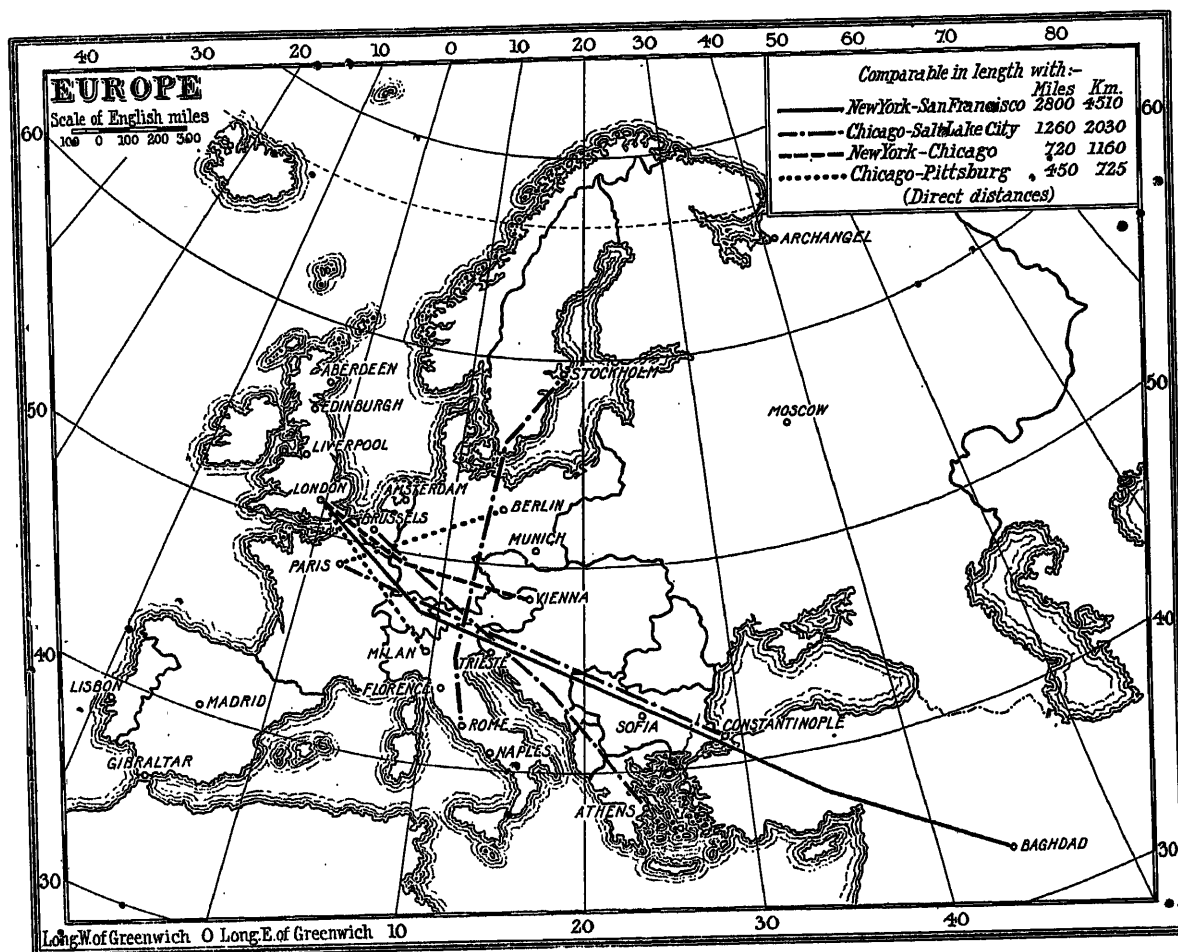 40 30 20 10 0 10 20 30 40 50 60 70 80
EUROPE
Scale of English miles
100 0 100 200 300
Comparable in length with:-
Miles Km.
New York-San Francisco 2800 4510
Chicago-Salt Lake City 1260 2030
New York-Chicago 720 1160
Chicago-Pittsburg 450 725
(Direct distances)
60
60
ARCHANGEL
ABERDEEN
STOCKHOLM
50
50
EDINBURGH
MOSCOW
LIVERPOOL
LONDON
AMSTERDAM
BERLIN
BRUSSELS
MUNICH
PARIS
VIENNA
40
40
MILAN
TRIESTE
LISBON
MADRID
FLORENCE
ROME
SOFIA
CONSTANTINOPLE
NAPLES
GIBRALTAR
ATHENS
BAGHDAD
30
30
Long.W.of Greenwich 0 Long.E.of Greenwich 10 20 30 40